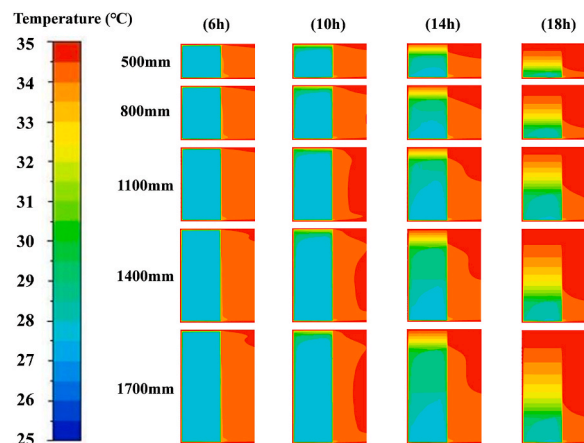 Temperature (℃)
(6h) (10h) (14h) (18h)
35
34
33
32
31
30
29
28
27
26
25
500mm
800mm
1100mm
1400mm
1700mm